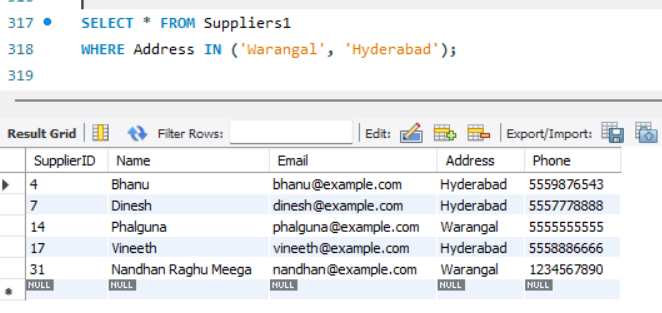 317 SELECT * FROM Suppliers1
318 WHERE Address IN ('Warangal', 'Hyderabad');
319
Result Grid Filter Rows: Edit: Export/Import:
SupplierID Name Email Address Phone
4 Bhanu bhanu@example.com Hyderabad 5559876543
7 Dinesh dinesh@example.com Hyderabad 5557778888
14 Phalguna phalguna@example.com Warangal 5555555555
17 Vineeth vineeth@example.com Hyderabad 5558886666
31 Nandhan Raghu Meega nandhan@example.com Warangal 1234567890
NULL NULL NULL NULL NULL